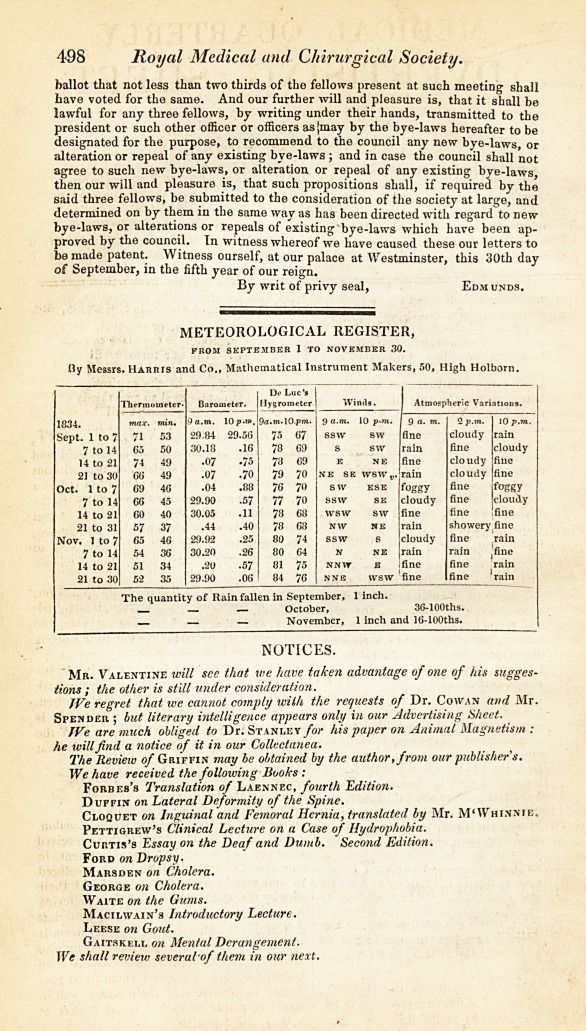 498 Royal Medical and Chirurgical Society.
ballot that not less than two thirds of the fellows present at such meeting shall
have voted for the same. And our further will and pleasure is, that it shall be
lawful for any three fellows, by writing under their hands, transmitted to the
president or such other officer or officers as may by the bye-laws hereafter to be
designated for the purpose, to recommend to the council any new bye-laws, or
alteration or repeal of any existing bye-laws; and in case the council shall not
agree to such new bye-laws, or alteration or repeal of any existing bye-laws,
then our will and pleasure is, that such propositions shall, if required by the
said three fellows, be submitted to the consideration of the society at large, and
determined on by them in the same way as has been directed with regard to new
bye-laws, or alterations or repeals of existing bye-laws which have been ap-
proved by the council. In witness whereof we have caused these our letters to
be made patent. Witness ourself, at our palace at Westminster, this 30th day
of September, in the fifth year of our reign.
By writ of privy seal, EDMUNDS.
METEOROLOGICAL REGISTER,
FROM SEPTEMBER 1 TO NOVEMBER 30.
By Messrs. HARRIS and Co., Mathematical Instrument Makers, 50, High Holborn.
Thermometer. Barometer. De Luc's Hygrometer Winds. Atmospheric Variations.
1834. max. min. 9 a.m. 10 p.m. 9a.m. 10.pm. 9 a.m. 10 p.m. 9 a. m. 2 p.m. 10 p.m.
Sept. 1 to 7 71 53 29.84 29.56 75 67 SSW SW fine cloudy rain
7 to 14 65 50 30.18 .16 78 69 S SW rain fine cloudy
14 to 21 74 49 .07 .75 73 69 E NE fine cloudy fine
21 to 30 66 49 .07 .70 79 70 NE SE WSW v. rain cloudy fine
Oct. 1 to 7 69 46 .04 .88 76 70 SW ESE foggy fine foggy
7 to 14 66 45 29.90 .57 77 70 SSW SE cloudy fine cloudy
14 to 21 60 40 30.05 .11 78 68 WSW SW fine fine fine
21 to 31 57 37 .44 .40 78 68 NW NE rain showery fine
Nov. 1 to 7 65 46 29.92 .25 80 74 SSW S cloudy fine rain
7 to 14 54 36 30.20 .26 80 64 N NE rain rain fine
14 to 21 51 34 .20 .57 81 75 NNW E fine fine rain
21 to 30 52 35 29.90 .06 84 76 NNE WSW fine fine rain
The quantity of Rain fallen in September, 1 inch.
— — — October, 36-100ths.
— — — November, 1 inch and 16-100ths.
NOTICES.
MR. VALENTINE will see that we have taken advantage of one of his sugges-
tions; the other is still under consideration.
We regret that we cannot comply with the requests of Dr. COWAN and Mr.
SPENDER; but literary intelligence appears only in our Advertising Sheet.
We are much obliged to Dr. STANLEY for his paper on Animal Magnetism:
he will find a notice of it in our Collectanea.
The Review of GRIFFIN may be obtained by the author, from our publisher's.
We have received the following Books:
FORBES'S Translation of LAENNEC, fourth Edition.
DUFFIN on Lateral Deformity of the Spine.
CLOQUET on Inguinal and Femoral Hernia, translated by Mr. M‘WHINNIE.
PETTIGREW'S Clinical Lecture on a Case of Hydrophobia.
CURTIS'S Essay on the Deaf and Dumb. Second Edition.
FORD on Dropsy.
MARSDEN on Cholera.
GEORGE on Cholera.
WAITE on the Gums.
MACILWAIN'S Introductory Lecture.
LEESE on Gout.
GAITSKELL on Mental Derangement.
We shall review several of them in our next.